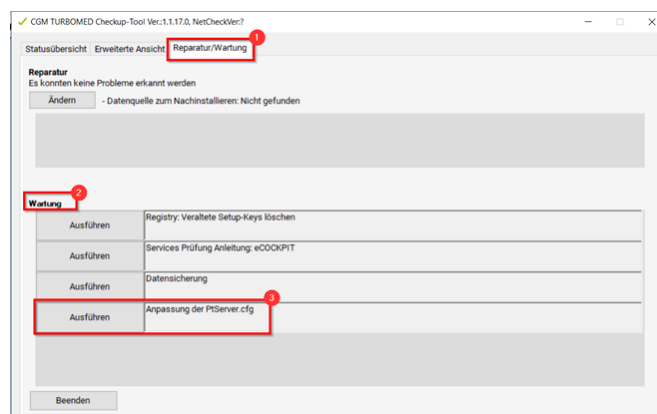 CGM TURBOMED Checkup-Tool Ver.:1.1.17.0, NetCheckVer:?
1
Statusübersicht Erweiterte Ansicht Reparatur/Wartung
Reparatur
Es konnten keine Probleme erkannt werden
Ändern - Datenquelle zum Nachinstallieren: Nicht gefunden
2
Wartung
Ausführen Registry: Veraltete Setup-Keys löschen
Ausführen Services Prüfung Anleitung: eCOCKPIT
Ausführen Datensicherung
3
Ausführen Anpassung der PtServer.cfg
Beenden